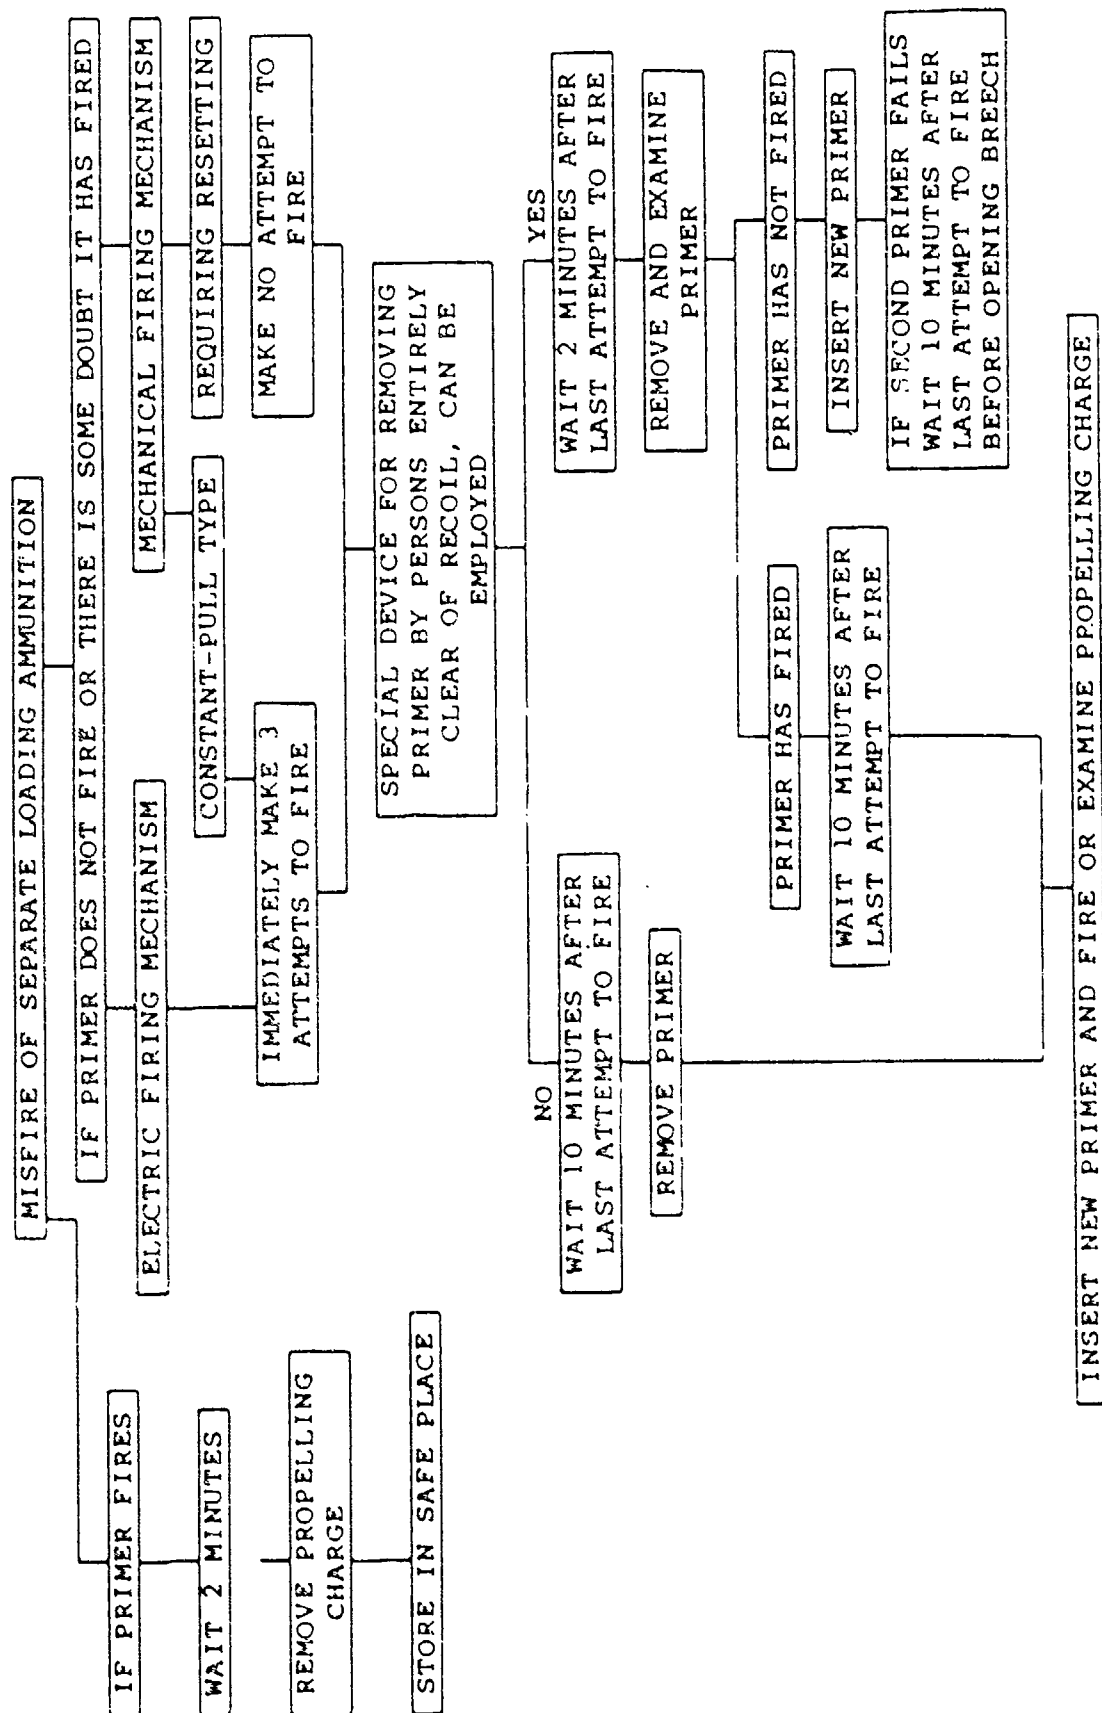 MISFIRE OF SEPARATE LOADING AMMUNITION
IF PRIMER FIRES
WAIT 2 MINUTES
REMOVE PROPELLING
CHARGE
STORE IN SAFE PLACE
IF PRIMER DOES NOT FIRE OR THERE IS SOME DOUBT IT HAS FIRED
ELECTRIC FIRING MECHANISM
MECHANICAL FIRING MECHANISM
CONSTANT-PULL TYPE
REQUIRING RESETTING
IMMEDIATELY MAKE 3
ATTEMPTS TO FIRE
MAKE NO ATTEMPT TO
FIRE
SPECIAL DEVICE FOR REMOVING
PRIMER BY PERSONS ENTIRELY
CLEAR OF RECOIL, CAN BE
EMPLOYED
NO
WAIT 10 MINUTES AFTER
LAST ATTEMPT TO FIRE
REMOVE PRIMER
YES
WAIT 2 MINUTES AFTER
LAST ATTEMPT TO FIRE
REMOVE AND EXAMINE
PRIMER
PRIMER HAS FIRED
WAIT 10 MINUTES AFTER
LAST ATTEMPT TO FIRE
PRIMER HAS NOT FIRED
INSERT NEW PRIMER
IF SECOND PRIMER FAILS
WAIT 10 MINUTES AFTER
LAST ATTEMPT TO FIRE
BEFORE OPENING BREECH
INSERT NEW PRIMER AND FIRE OR EXAMINE PROPELLING CHARGE